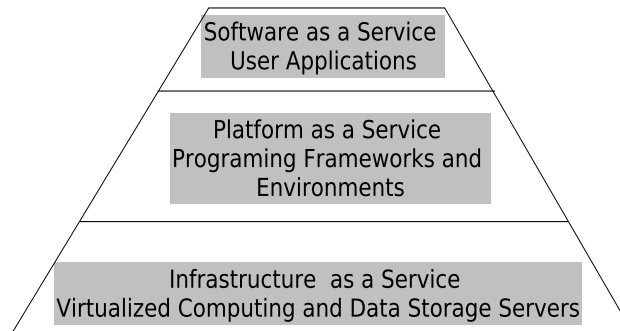 Software as a Service
User Applications
Platform as a Service
Programing Frameworks and
Environments
Infrastructure  as a Service
Virtualized Computing and Data Storage Servers